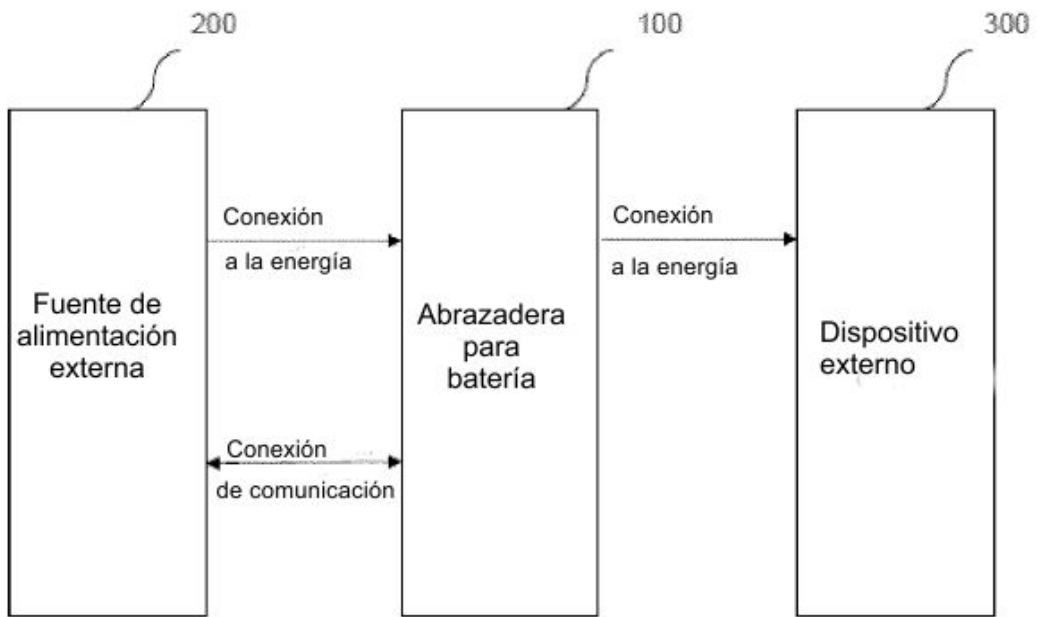 200
100
300
Conexión
a la energía
Conexión
a la energía
Fuente de
alimentación
externa
Abrazadera
para
batería
Dispositivo
externo
Conexión
de comunicación